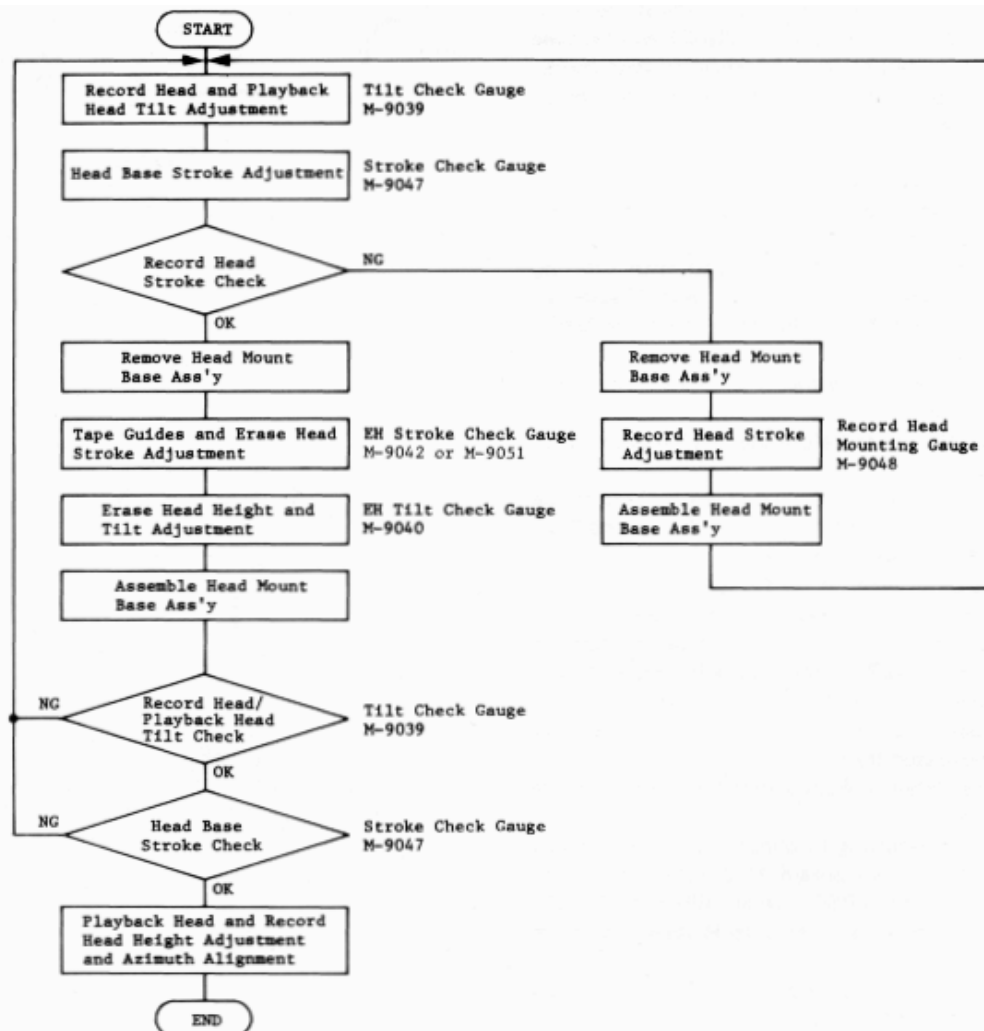 START
Record Head and Playback
Head Tilt Adjustment
Tilt Check Gauge
M-9039
Head Base Stroke Adjustment
Stroke Check Gauge
M-9047
Record Head
Stroke Check
NG
OK
Remove Head Mount
Base Ass'y
Remove Head Mount
Base Ass'y
Tape Guides and Erase Head
Stroke Adjustment
EH Stroke Check Gauge
M-9042 or M-9051
Record Head Stroke
Adjustment
Record Head
Mounting Gauge
M-9048
Erase Head Height and
Tilt Adjustment
EH Tilt Check Gauge
M-9040
Assemble Head Mount
Base Ass'y
Assemble Head Mount
Base Ass'y
NG
Record Head/
Playback Head
Tilt Check
Tilt Check Gauge
M-9039
OK
NG
Head Base
Stroke Check
Stroke Check Gauge
M-9047
OK
Playback Head and Record
Head Height Adjustment
and Azimuth Alignment
END